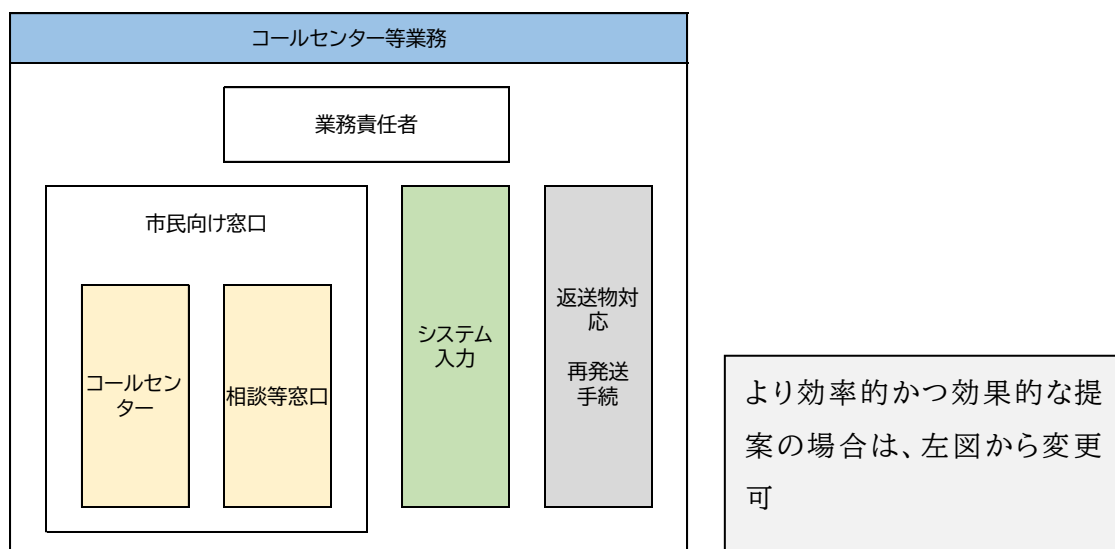 コールセンター等業務
業務責任者
市民向け窓口
コールセン
ター
相談等窓口
システム
入力
返送物対
応
再発送
手続
より効率的かつ効果的な提
案の場合は、左図から変更
可